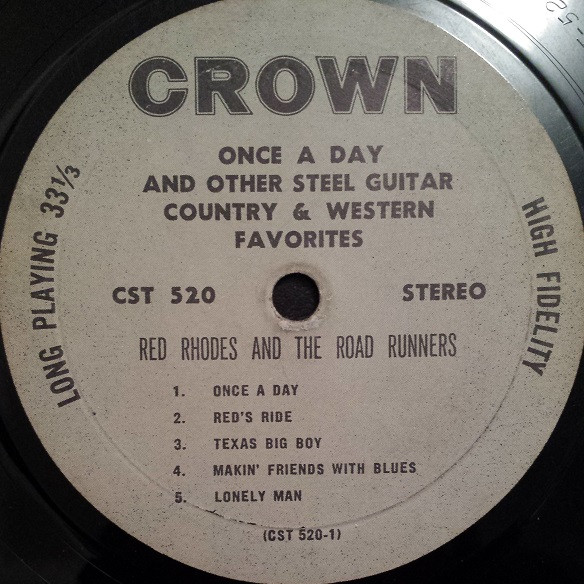 CROWN
ONCE A DAY
AND OTHER STEEL GUITAR
COUNTRY & WESTERN
FAVORITES
LONG PLAYING 33⅓
HIGH FIDELITY
CST 520
STEREO
RED RHODES AND THE ROAD RUNNERS
1. ONCE A DAY
2. RED'S RIDE
3. TEXAS BIG BOY
4. MAKIN' FRIENDS WITH BLUES
5. LONELY MAN
(CST 520-1)